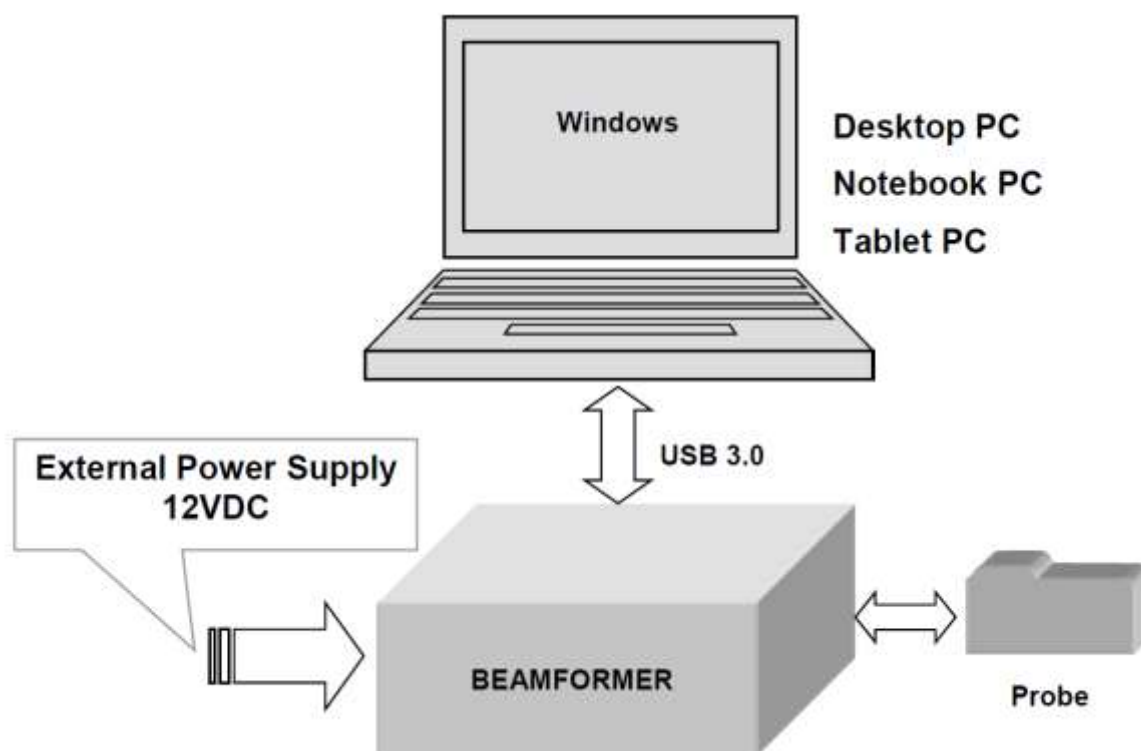 Windows
Desktop PC
Notebook PC
Tablet PC
USB 3.0
External Power Supply
12VDC
BEAMFORMER
Probe